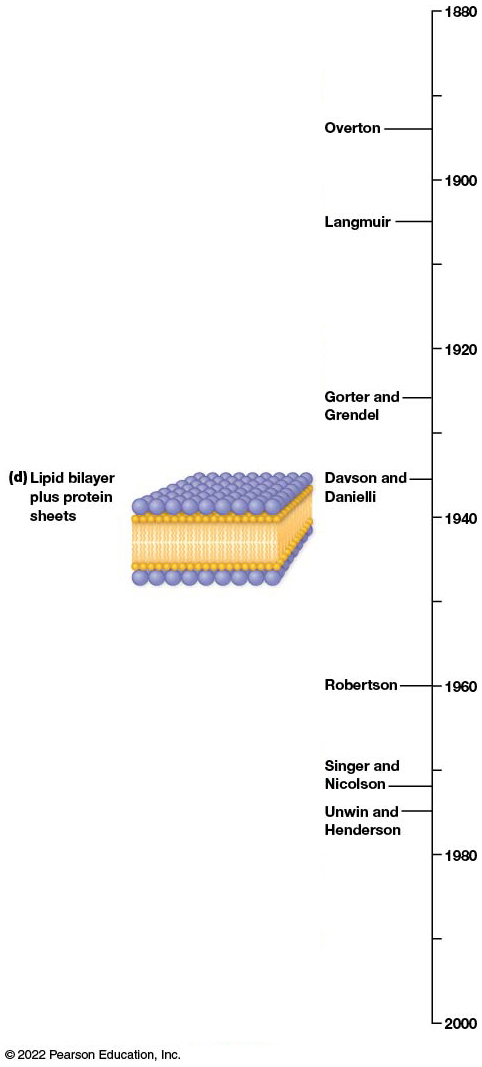 1880
Overton
1900
Langmuir
1920
Gorter and
Grendel
(d) Lipid bilayer
plus protein
sheets
Davson and
Danielli
1940
Robertson
1960
Singer and
Nicolson
Unwin and
Henderson
1980
2000
© 2022 Pearson Education, Inc.